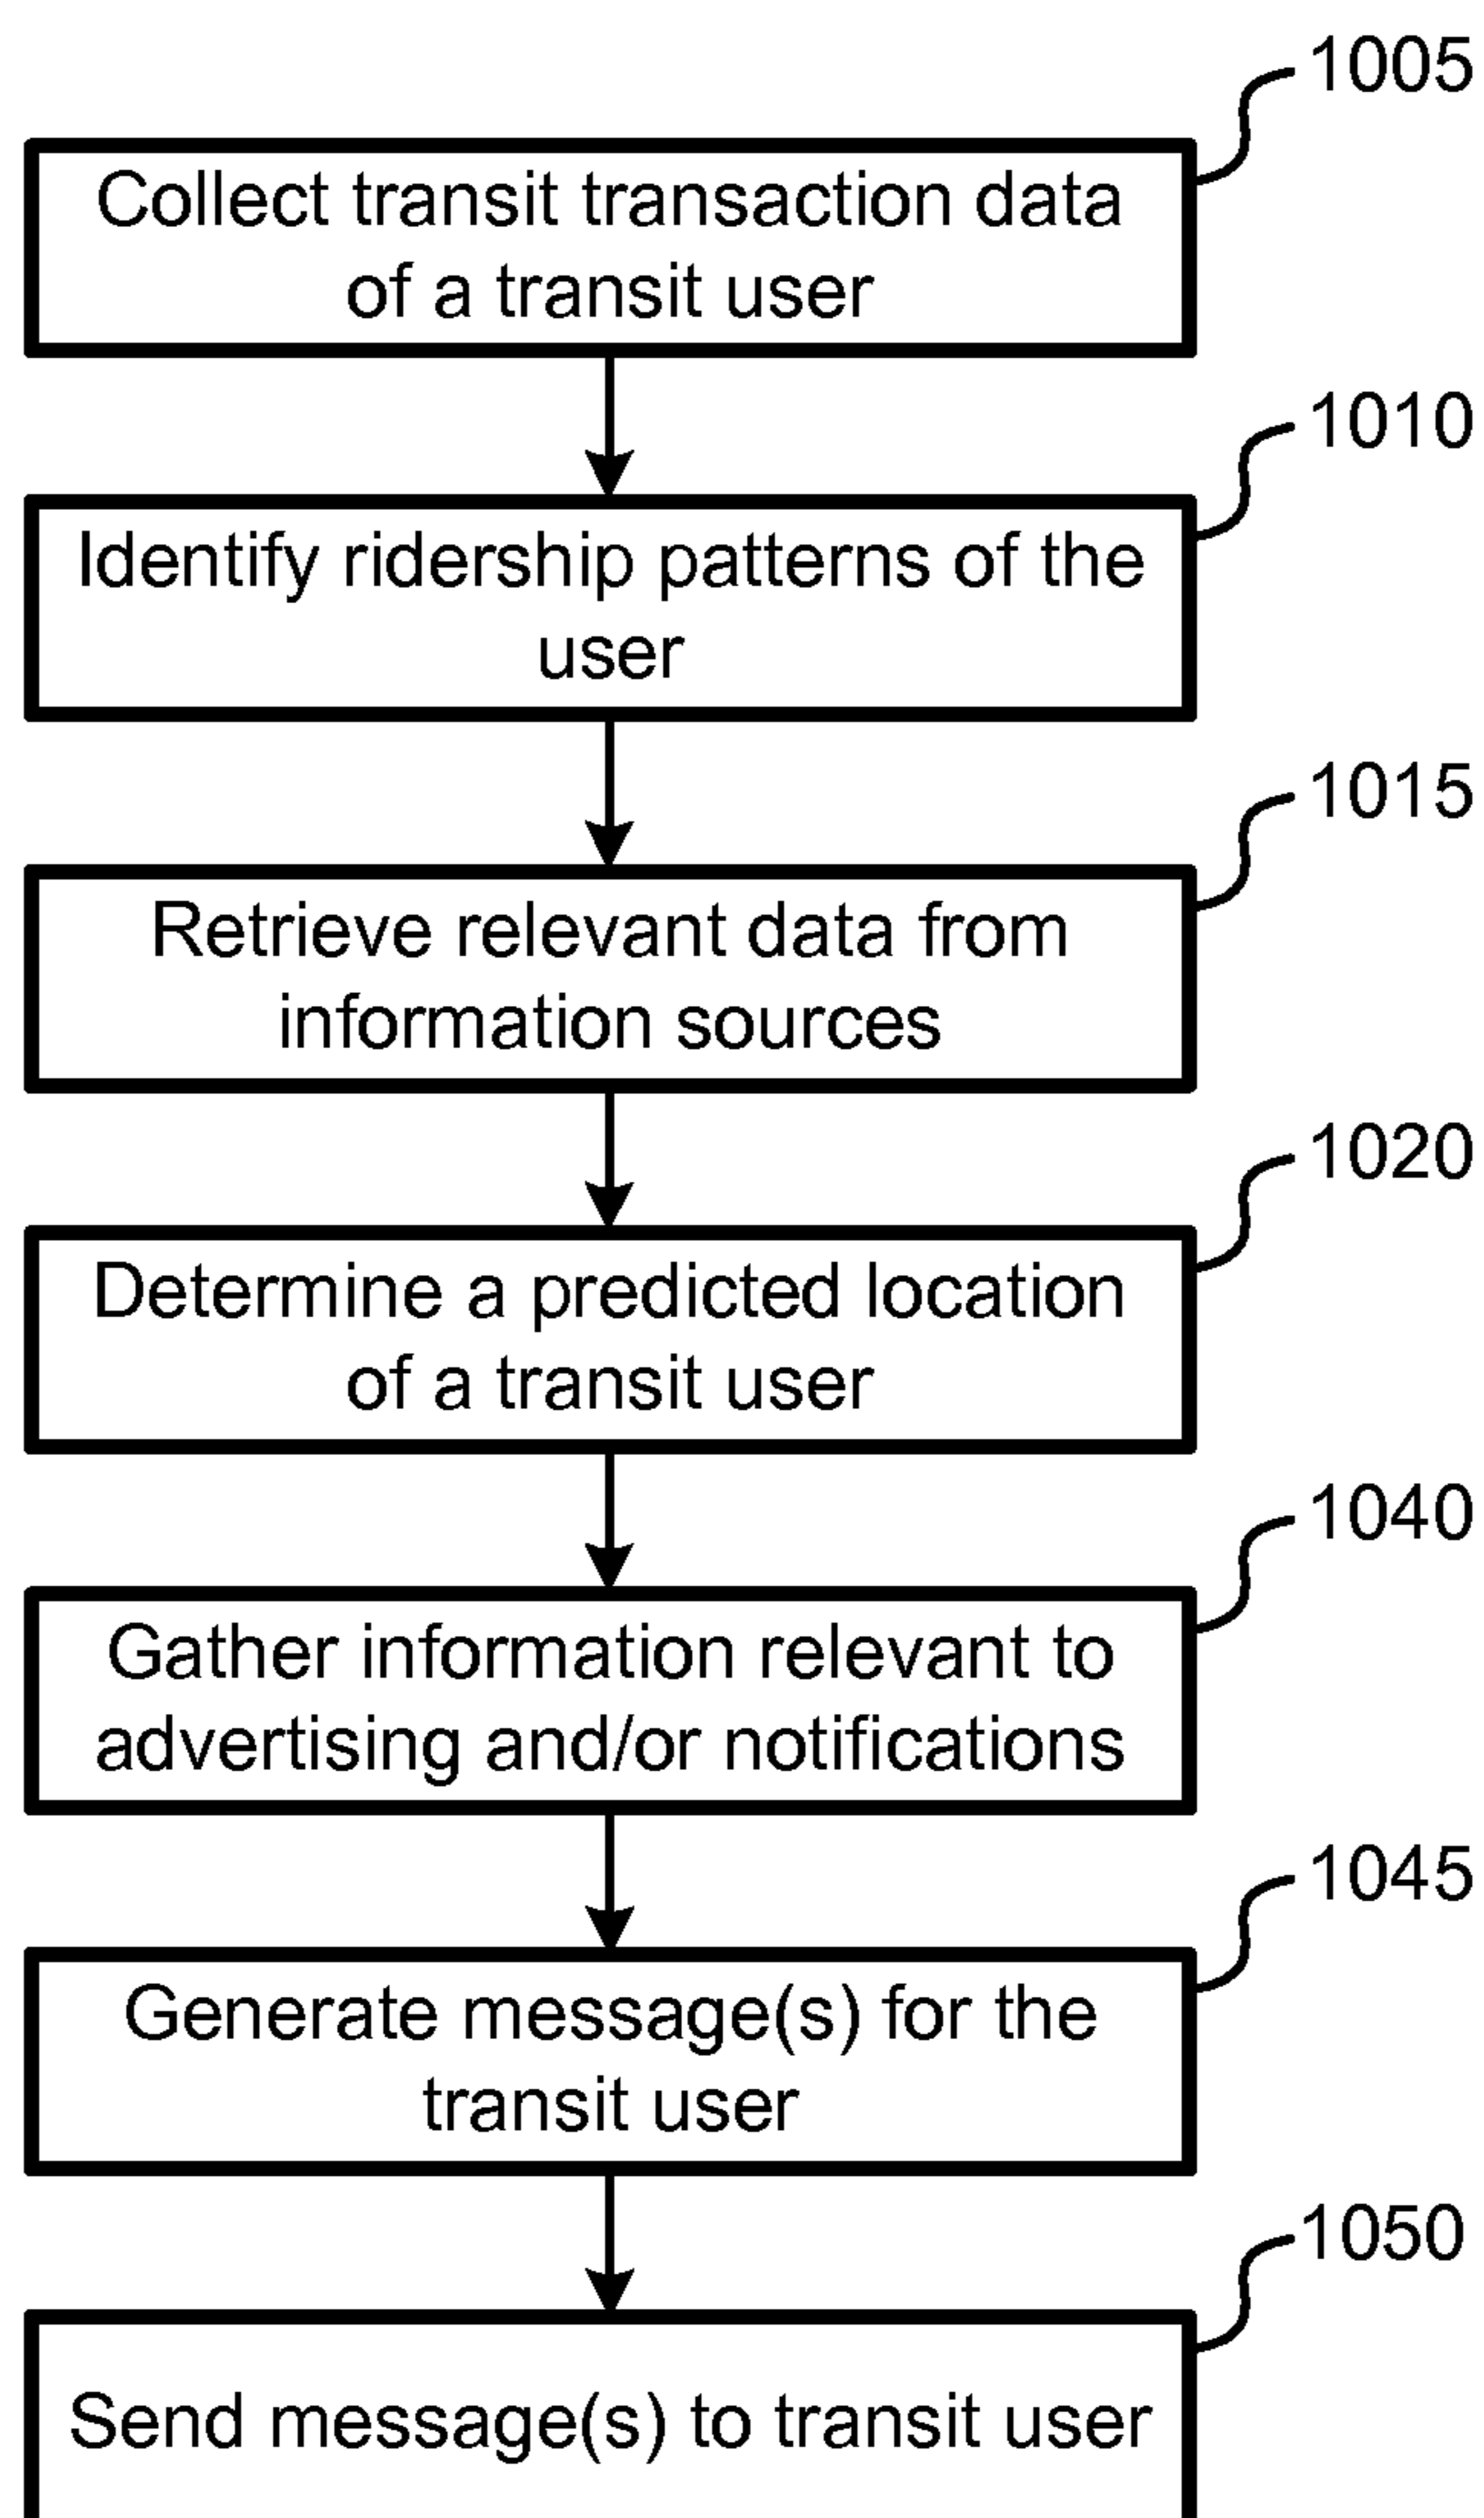 1005
Collect transit transaction data
of a transit user
1010
Identify ridership patterns of the
user
1015
Retrieve relevant data from
information sources
1020
Determine a predicted location
of a transit user
1040
Gather information relevant to
advertising and/or notifications
1045
Generate message(s) for the
transit user
1050
Send message(s) to transit user